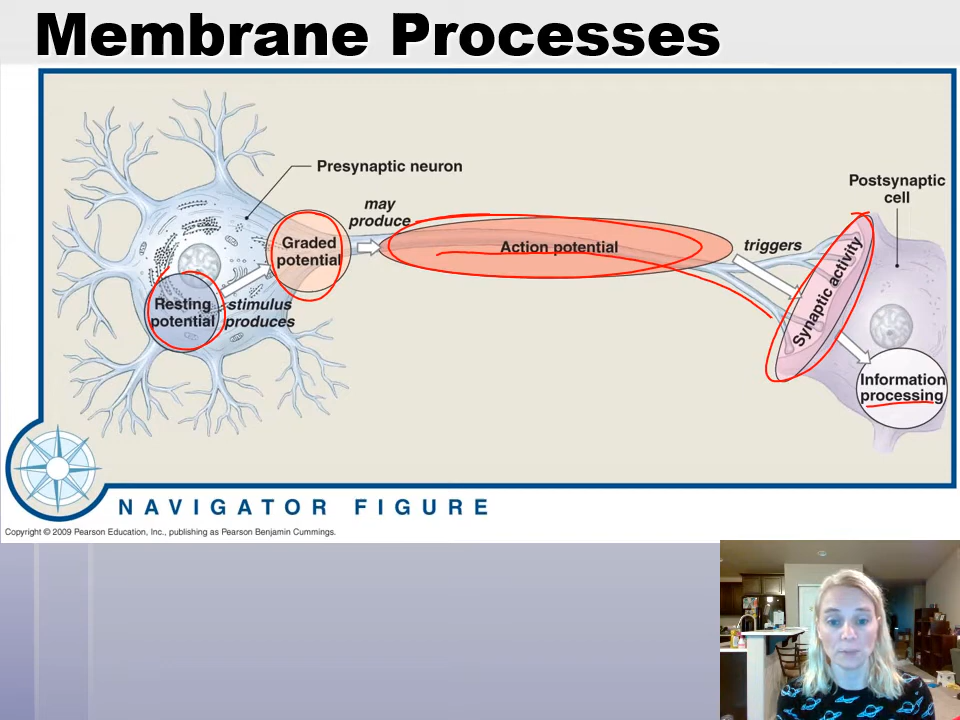 Membrane Processes
Presynaptic neuron
Postsynaptic
cell
may
produce
Graded
potential
Action potential
triggers
Synaptic activity
Resting
potential
stimulus
produces
Information
processing
NAVIGATOR FIGURE
Copyright © 2009 Pearson Education, Inc., publishing as Pearson Benjamin Cummings.